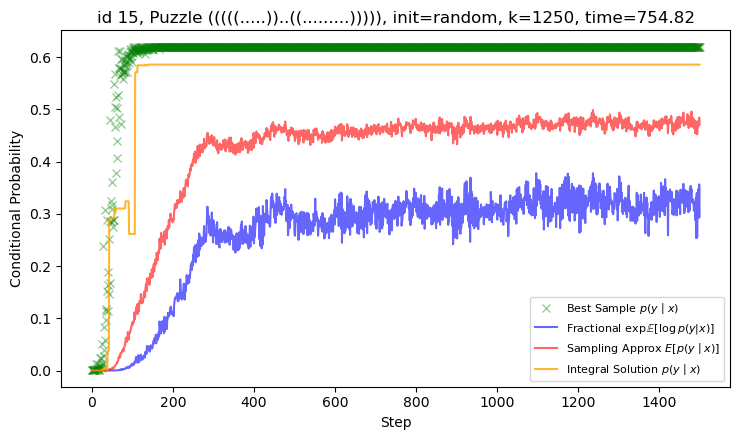 id 15, Puzzle (((((.....))..((.........))))), init=random, k=1250, time=754.82
Conditional Probability
0.6
0.5
0.4
0.3
0.2
0.1
0.0
Best Sample p(y | x)
Fractional exp𝔼[log p(y|x)]
Sampling Approx E[p(y | x)]
Integral Solution p(y | x)
0 200 400 600 800 1000 1200 1400
Step